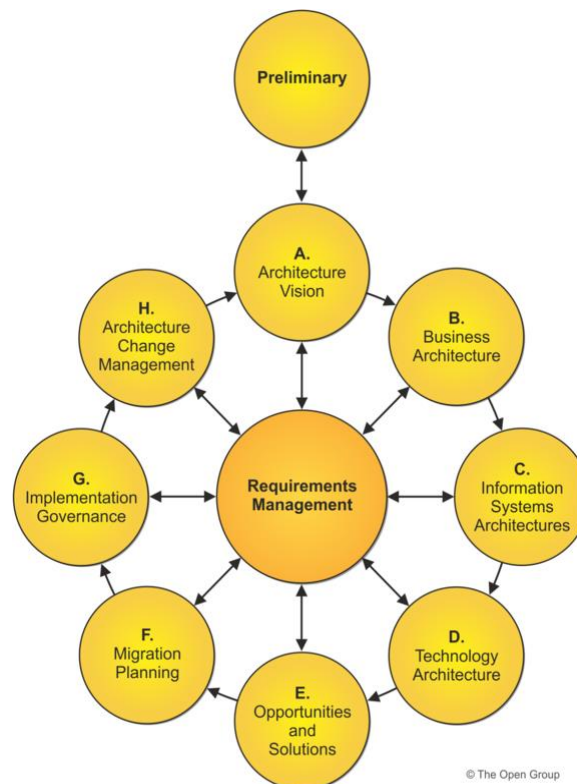 Preliminary
A.
Architecture
Vision
B.
Business
Architecture
C.
Information
Systems
Architectures
D.
Technology
Architecture
E.
Opportunities
and
Solutions
F.
Migration
Planning
G.
Implementation
Governance
H.
Architecture
Change
Management
Requirements
Management
© The Open Group